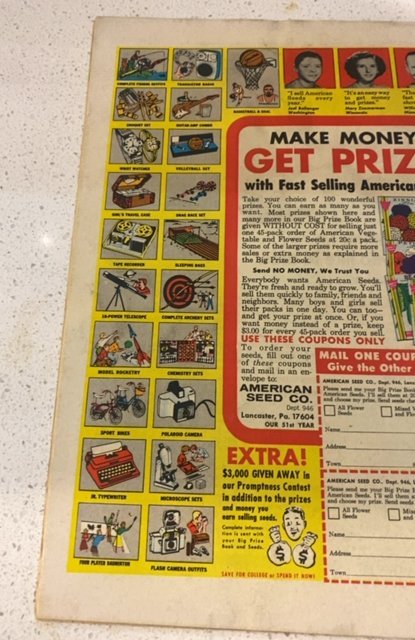 COMPLETE FISHING OUTFITS
TRANSISTOR RADIO
BASKETBALL & GOAL
CROQUET SET
GUITAR-AMP COMBO
WRIST WATCHES
VOLLEYBALL SET
GIRL'S TRAVEL CASE
DRAG RACE SET
TAPE RECORDER
SLEEPING BAGS
10-POWER TELESCOPE
COMPLETE ARCHERY SETS
MODEL ROCKETRY
CHEMISTRY SETS
SPORT BIKES
POLAROID CAMERA
JR. TYPEWRITER
MICROSCOPE SETS
FOUR PLAYER BADMINTON
FLASH CAMERA OUTFITS
"I sell American
Seeds every
year."
Washington
"It's an easy way
to get money
and prizes."
Mary Zimmerman
MAKE MONEY
GET PRIZ
with Fast Selling America
Take your choice of 100 wonderful
prizes. You can earn as many as you
want. Most prizes shown here and
many more in our Big Prize Book are
given WITHOUT COST for selling just
one 45-pack order of American Vege-
table and Flower Seeds at 20c a pack.
Some of the larger prizes require more
sales or extra money as explained in
the Big Prize Book.
Send NO MONEY, We Trust You
Everybody wants American Seeds.
They're fresh and ready to grow. You'll
sell them quickly to family, friends and
neighbors. Many boys and girls sell
their packs in one day. You can too—
and get your prize at once. Or, if you
want money instead of a prize, keep
$3.00 for every 45-pack order you sell.
USE THESE COUPONS ONLY
To order your
seeds, fill out one
of these coupons
and mail in an en-
velope to:
AMERICAN
SEED CO.
Dept. 946
Lancaster, Pa. 17604
OUR 51st YEAR
MAIL ONE COU
Give the Other
AMERICAN SEED CO., Dept. 946,
Please send me your Big Prize
American Seeds. I'll sell them at 20
and choose my prize. Send seeds
All Flower
Seeds
Mixed
and Flo
Name
Address
Town
AMERICAN SEED CO., Dept. 946,
Please send me your Big Prize
American Seeds. I'll sell them
and choose my prize. Send seeds
All Flower
Seeds
Name
Address
Town
EXTRA!
$3,000 GIVEN AWAY in
our Promptness Contest
in addition to the prizes
and money you
earn selling seeds.
Complete informa-
tion is sent with
your Big Prize
Book and Seeds.
SAVE FOR COLLEGE or SPEND IT NOW!